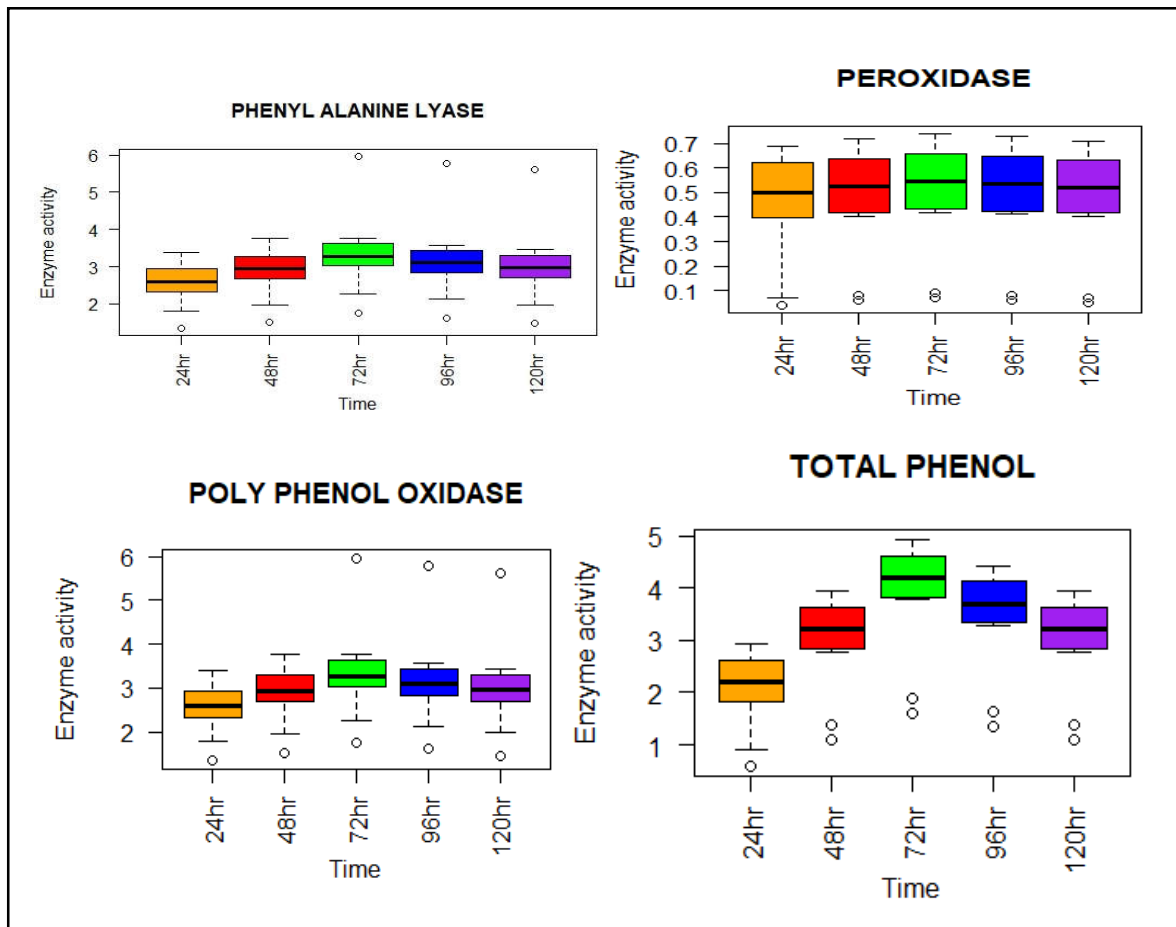 PHENYL ALANINE LYASE
Enzyme activity
6
5
4
3
2
24hr
48hr
72hr
96hr
120hr
Time
PEROXIDASE
Enzyme activity
0.7
0.6
0.5
0.4
0.3
0.2
0.1
24hr
48hr
72hr
96hr
120hr
Time
POLY PHENOL OXIDASE
Enzyme activity
6
5
4
3
2
24hr
48hr
72hr
96hr
120hr
Time
TOTAL PHENOL
Enzyme activity
5
4
3
2
1
24hr
48hr
72hr
96hr
120hr
Time